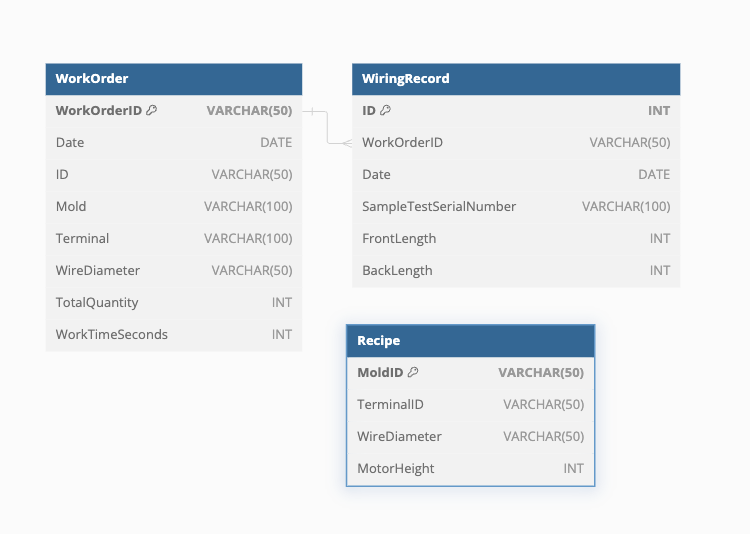 WorkOrder
WorkOrderID VARCHAR(50)
Date DATE
ID VARCHAR(50)
Mold VARCHAR(100)
Terminal VARCHAR(100)
WireDiameter VARCHAR(50)
TotalQuantity INT
WorkTimeSeconds INT
WiringRecord
ID INT
WorkOrderID VARCHAR(50)
Date DATE
SampleTestSerialNumber VARCHAR(100)
FrontLength INT
BackLength INT
Recipe
MoldID VARCHAR(50)
TerminalID VARCHAR(50)
WireDiameter VARCHAR(50)
MotorHeight INT